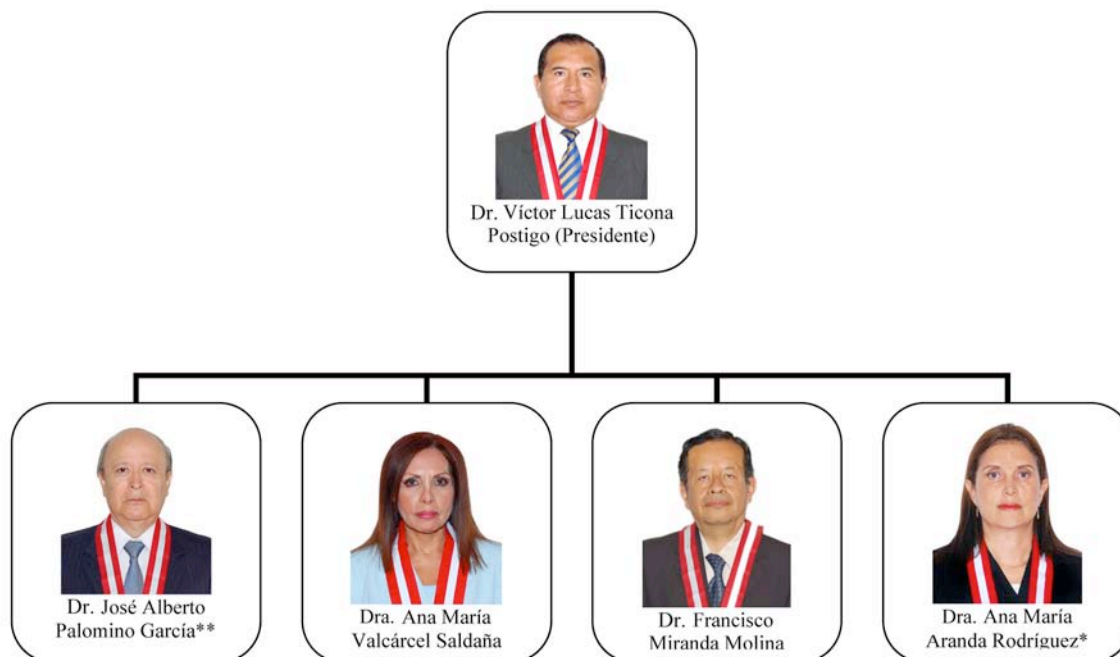 Dr. Víctor Lucas Ticona
Postigo (Presidente)
Dr. José Alberto
Palomino García**
Dra. Ana María
Valcárcel Saldaña
Dr. Francisco
Miranda Molina
Dra. Ana María
Aranda Rodríguez*